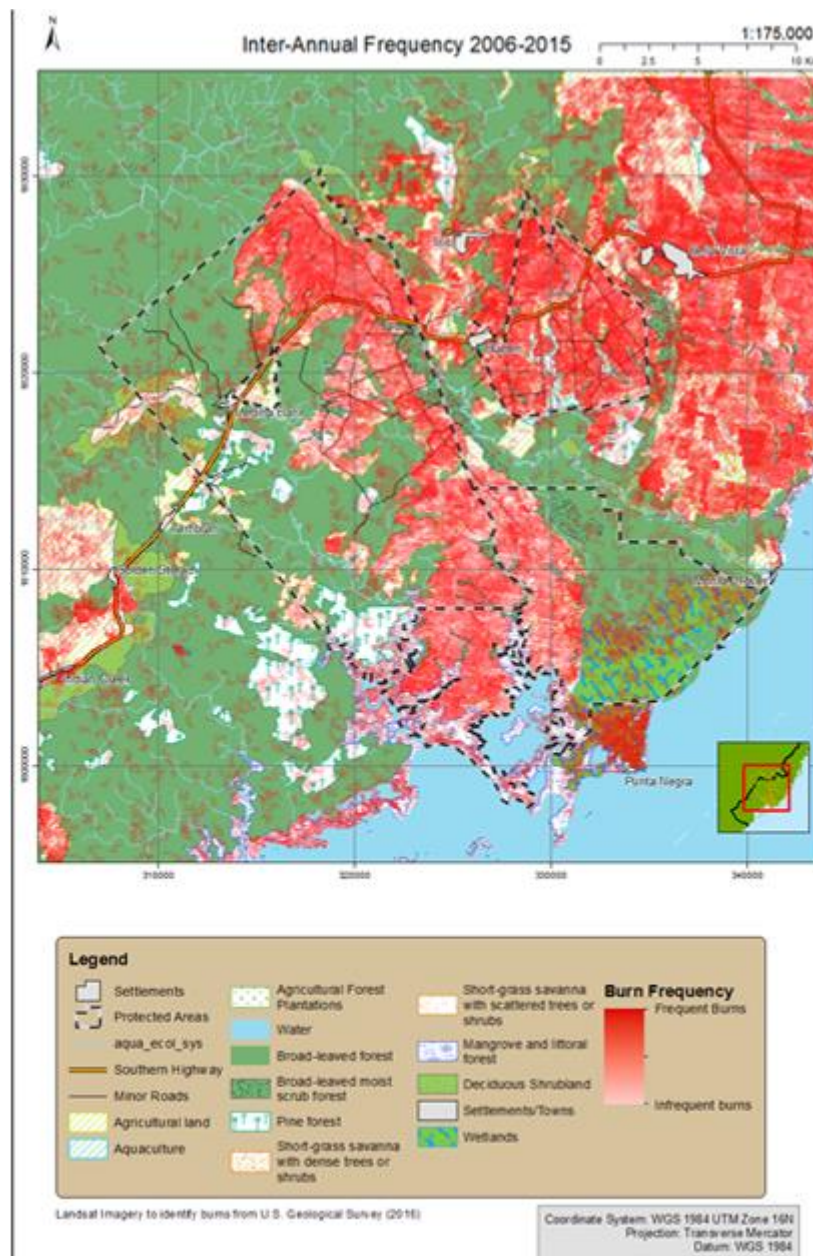 N
Inter-Annual Frequency 2006-2015
1:175.000
0 2.5 5 10
Punta Negra
310000 320000 330000 340000
Legend
Settlements
Protected Areas
aqua_ecol_sys
Southern Highway
Minor Roads
Agricultural land
Aquaculture
Agricultural Forest
Plantations
Water
Broad-leaved forest
Broad-leaved moist
scrub forest
Pine forest
Short-grass savanna
with dense trees or
shrubs
Short-grass savanna
with scattered trees or
shrubs
Mangrove and littoral
forest
Deciduous Shrubland
Settlements/Towns
Wetlands
Burn Frequency
Frequent Burns
Infrequent burns
Landsat Imagery to identify burns from U.S. Geological Survey (2016)
Coordinate System: WGS 1984 UTM Zone 16N
Projection: Transverse Mercator
Datum: WGS 1984